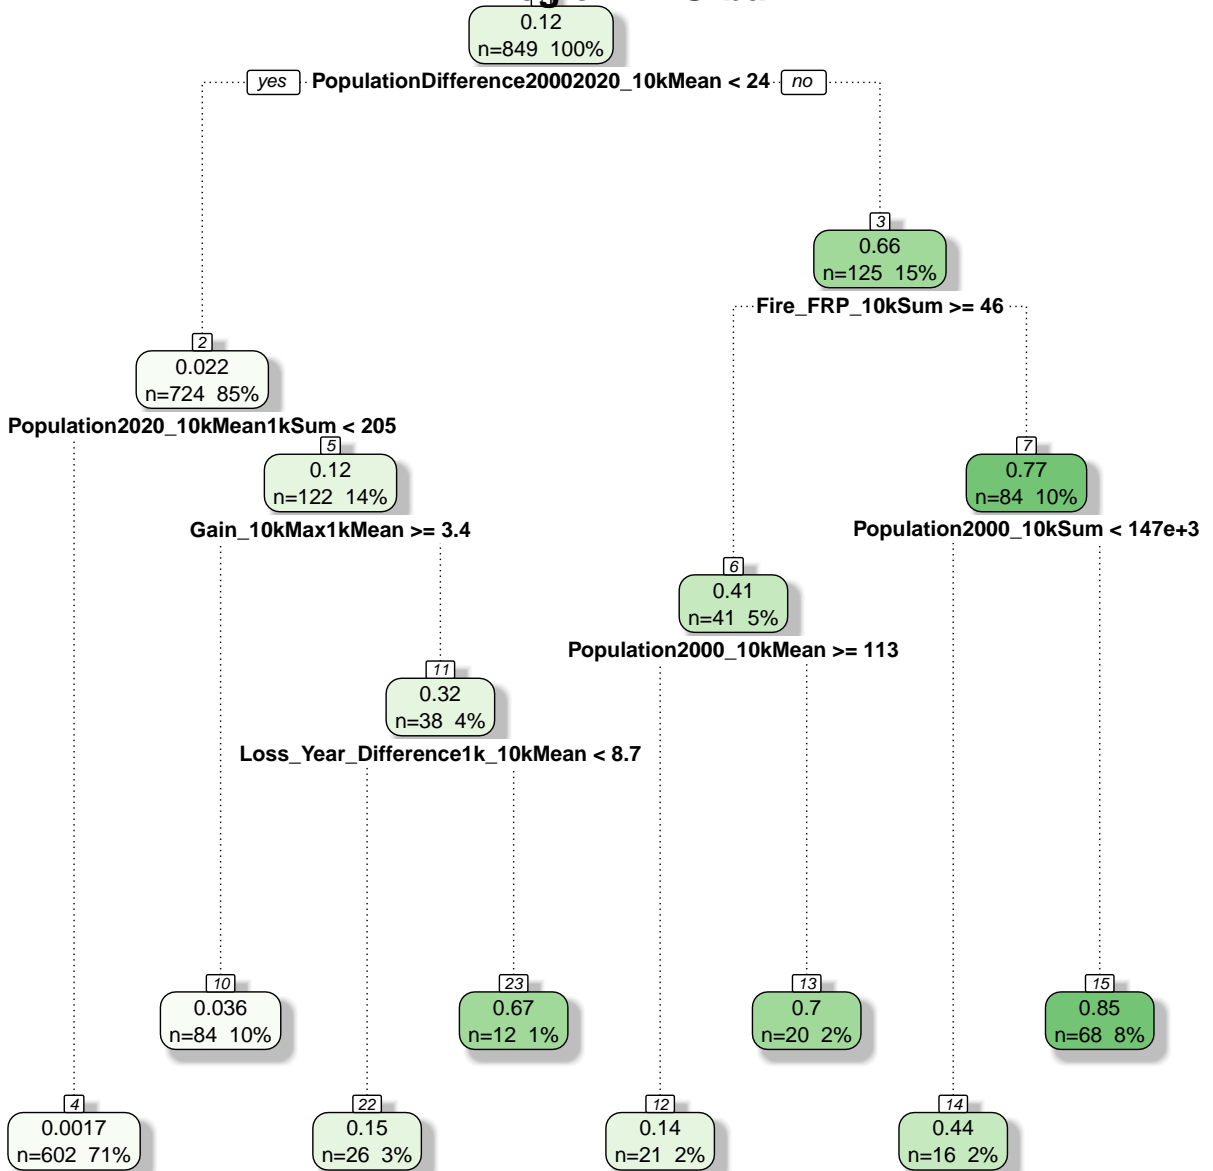 0.12
n=849 100%
yes PopulationDifference20002020_10kMean < 24 no
3
0.66
n=125 15%
Fire_FRP_10kSum >= 46
2
0.022
n=724 85%
Population2020_10kMean1kSum < 205
5
0.12
n=122 14%
Gain_10kMax1kMean >= 3.4
7
0.77
n=84 10%
Population2000_10kSum < 147e+3
6
0.41
n=41 5%
Population2000_10kMean >= 113
11
0.32
n=38 4%
Loss_Year_Difference1k_10kMean < 8.7
10
0.036
n=84 10%
23
0.67
n=12 1%
13
0.7
n=20 2%
15
0.85
n=68 8%
4
0.0017
n=602 71%
22
0.15
n=26 3%
12
0.14
n=21 2%
14
0.44
n=16 2%